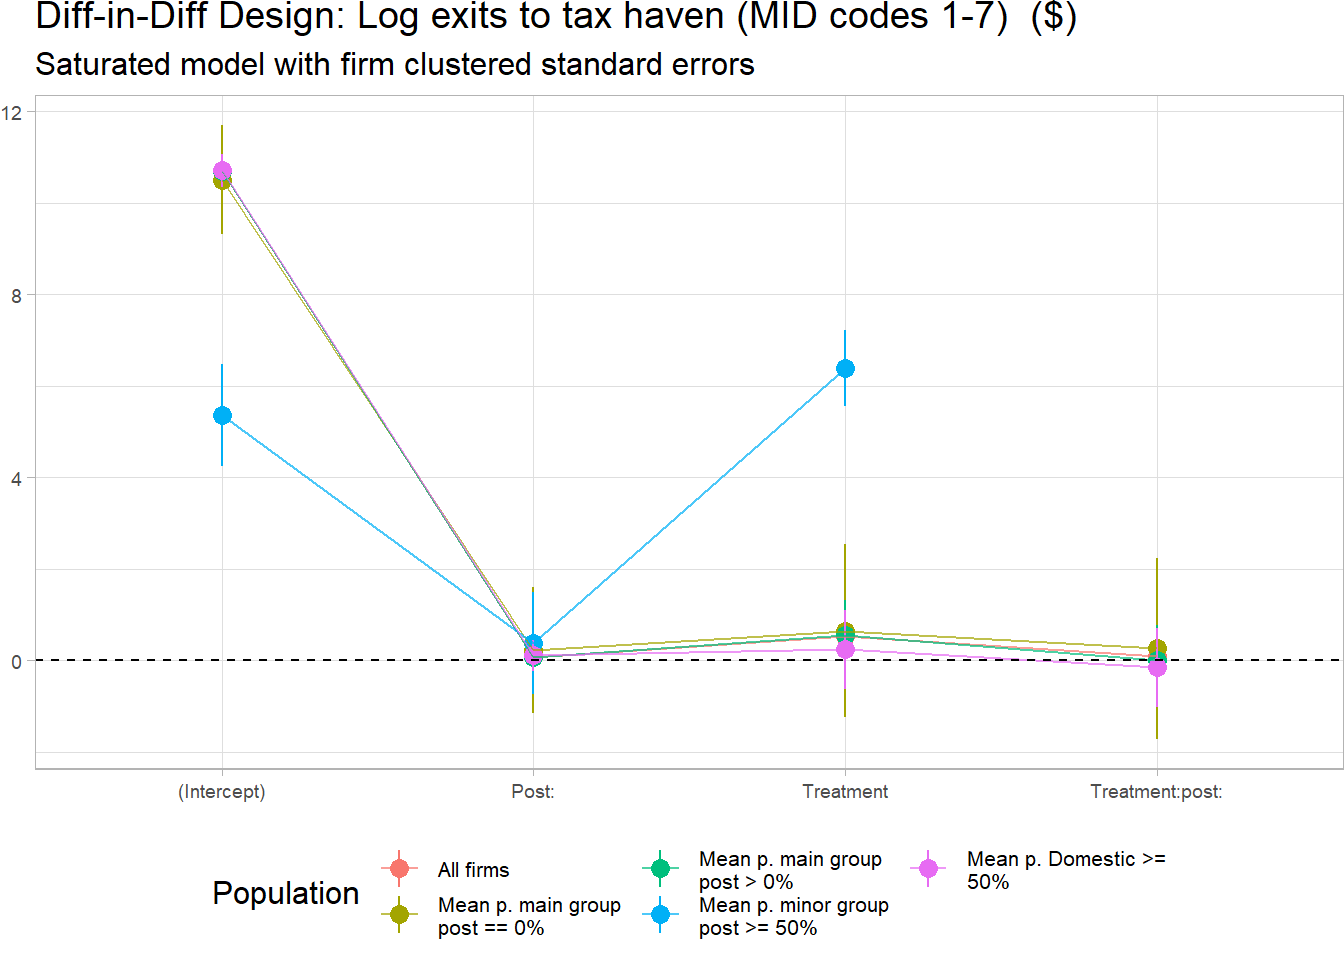 Diff-in-Diff Design: Log exits to tax haven (MID codes 1-7)  ($)
Saturated model with firm clustered standard errors
12
8
4
0
(Intercept)
Post:
Treatment
Treatment:post:
Population
All firms
Mean p. main group
post == 0%
Mean p. main group
post > 0%
Mean p. minor group
post >= 50%
Mean p. Domestic >=
50%